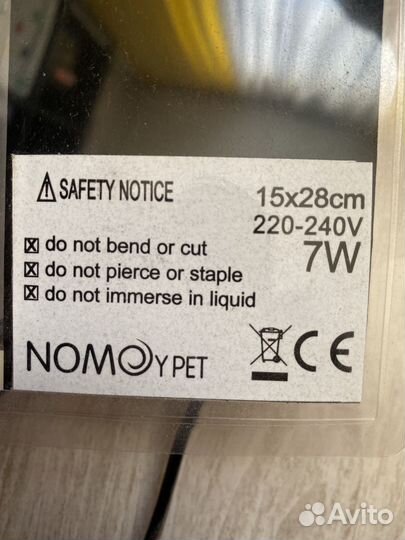 SAFETY NOTICE
15x28cm
220-240V
7W
do not bend or cut
do not pierce or staple
do not immerse in liquid
NOMOY PET
CE
Avito